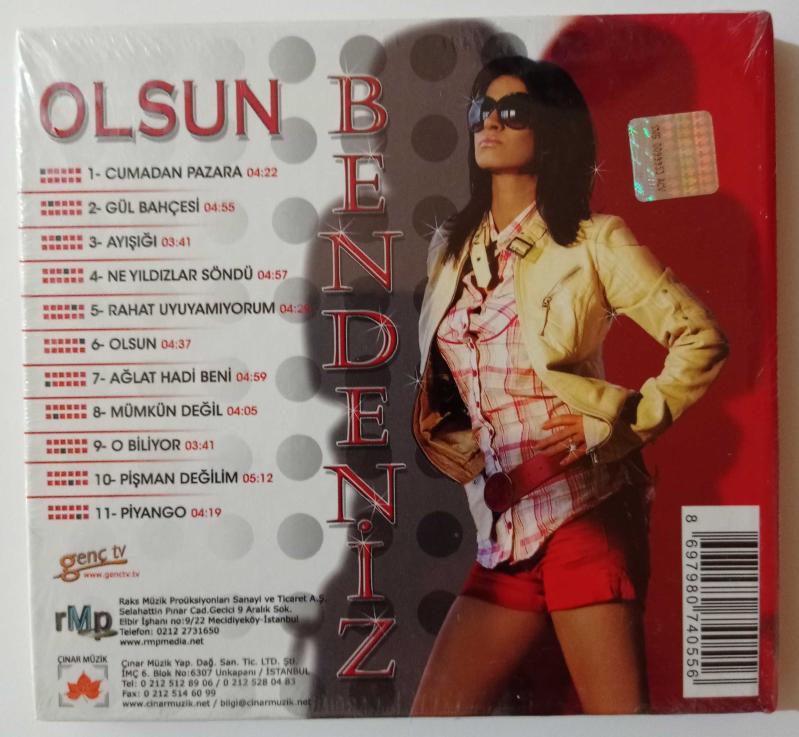 OLSUN
BENDENİZ
1- CUMADAN PAZARA 04:22
2- GÜL BAHÇESİ 04:55
3- AYIŞIĞI 03:41
4- NE YILDIZLAR SÖNDÜ 04:57
5- RAHAT UYUYAMIYORUM 04:29
6- OLSUN 04:37
7- AĞLAT HADİ BENİ 04:59
8- MÜMKÜN DEĞİL 04:05
9- O BİLİYOR 03:41
10- PİŞMAN DEĞİLİM 05:12
11- PİYANGO 04:19
genç tv
www.genctv.tv
rMp
Raks Müzik Proüksiyonları Sanayi ve Ticaret A.Ş.
Selahattin Pınar Cad.Gecici 9 Aralık Sok.
Elbir İşhanı no:9/22 Mecidiyeköy-İstanbul
Telefon: 0212 2731650
www.rmpmedia.net
ÇINAR MÜZİK
Çınar Müzik Yap. Dağ. San. Tic. LTD. Şti.
İMÇ 6. Blok No:6307 Unkapanı / İSTANBUL
Tel: 0 212 512 89 06 / 0 212 528 04 83
Fax: 0 212 514 60 99
www.cinarmuzik.net / bilgi@cinarmuzik.net
8 697980 740556